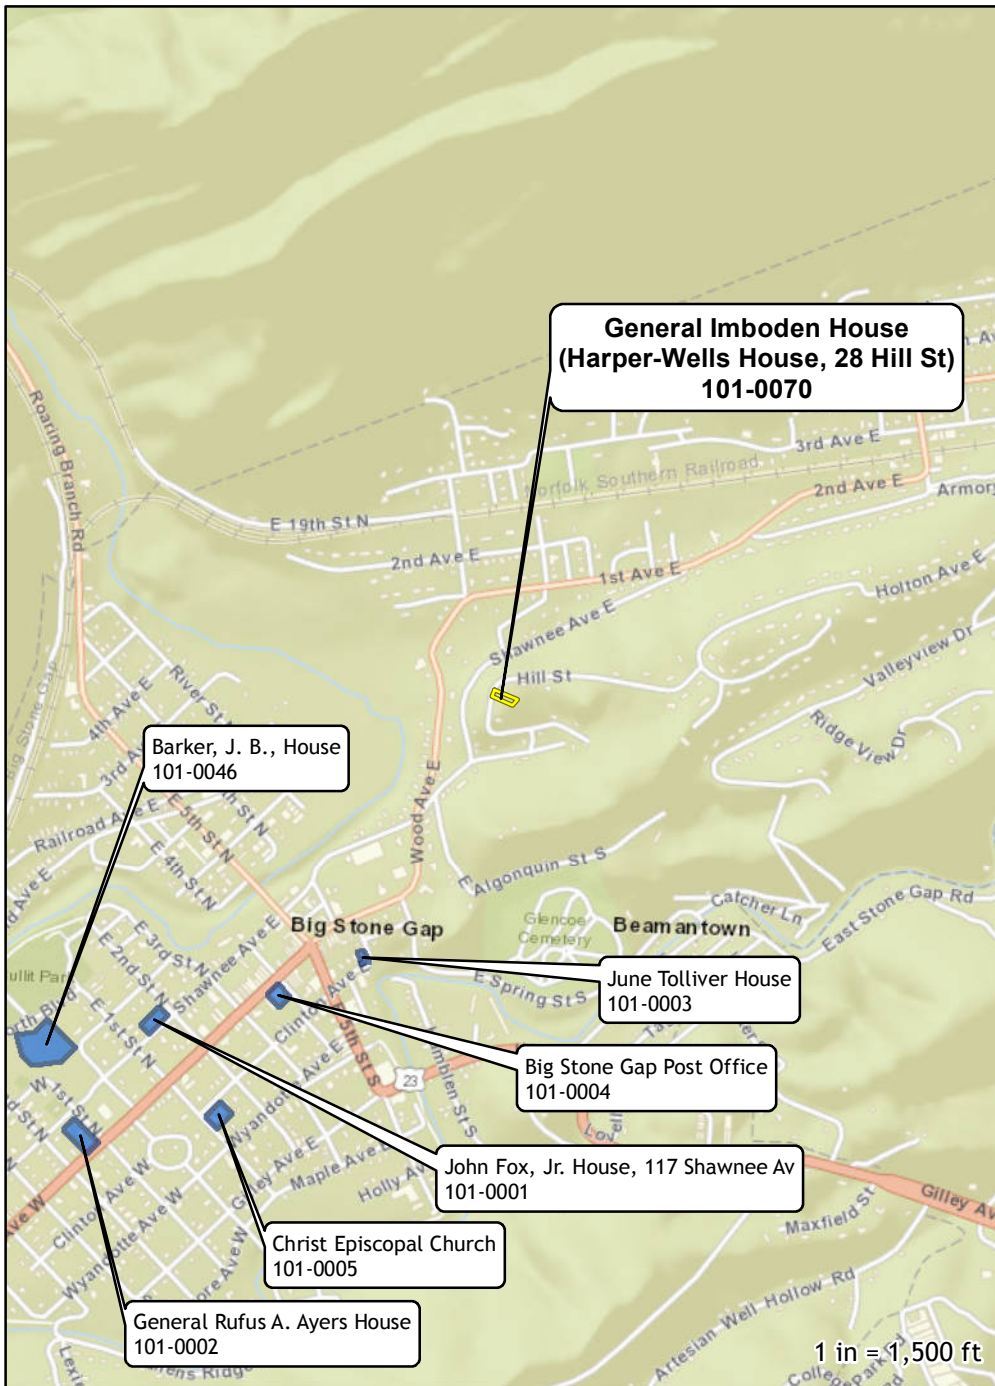 General Imboden House
(Harper-Wells House, 28 Hill St)
101-0070
3rd Ave E
Norfolk Southern Railroad
2nd Ave E
Armory
Roaring Branch Rd
E 19th St N
2nd Ave E
1st Ave E
Holton Ave E
Shawnee Ave E
Valleyview Dr
Hill St
Ridge View Dr
River St N
4th Ave E
Big Stone Gap
Barker, J. B., House
101-0046
3rd Ave E
E 5th St N
Railroad Ave E
E 4th St N
Wood Ave E
E Algonquin St S
East Stone Gap Rd
Catcher Ln
Glencoe
Cemetery
Beamantown
Big Stone Gap
E 3rd St N
E 2nd St N
Shawnee Ave E
E 1st St N
Clinton Ave E
E Spring St S
June Tolliver House
101-0003
Big Stone Gap Post Office
101-0004
E 5th St S
23
Wyandotte Ave E
W 1st St N
John Fox, Jr. House, 117 Shawnee Av
101-0001
Gilley Ave E
Maple Ave E
Clinton Ave W
Wyandotte Ave W
Maxfield St
Christ Episcopal Church
101-0005
General Rufus A. Ayers House
101-0002
Artesian Well Hollow Rd
1 in = 1,500 ft